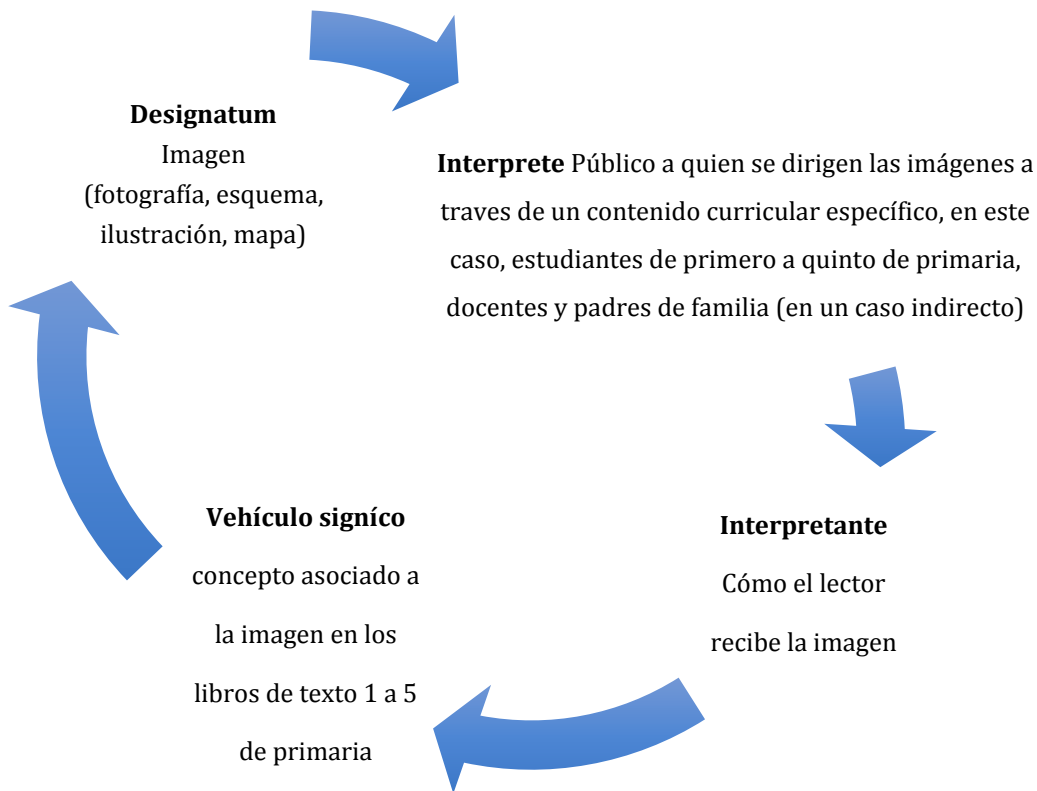 Designatum
Imagen
(fotografía, esquema,
ilustración, mapa)
Interprete Público a quien se dirigen las imágenes a
traves de un contenido curricular específico, en este
caso, estudiantes de primero a quinto de primaria,
docentes y padres de familia (en un caso indirecto)
Interpretante
Cómo el lector
recibe la imagen
Vehículo signíco
concepto asociado a
la imagen en los
libros de texto 1 a 5
de primaria